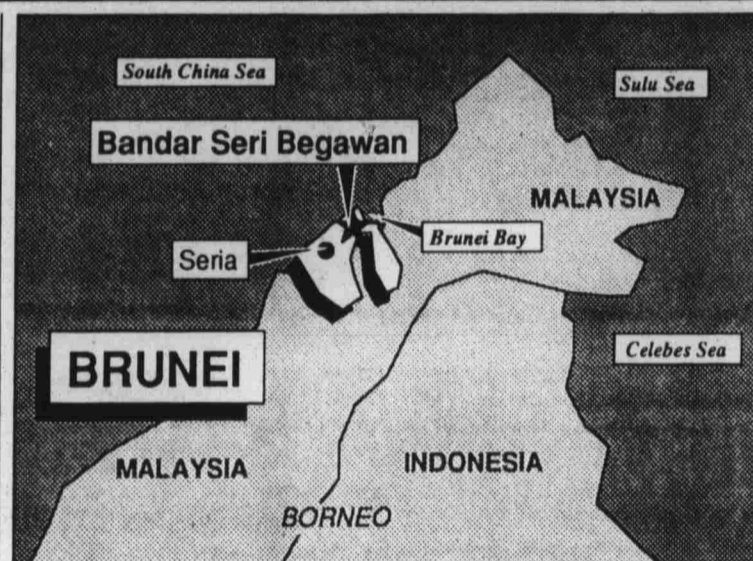 South China Sea
Sulu Sea
Bandar Seri Begawan
MALAYSIA
Brunei Bay
Seria
Celebes Sea
BRUNEI
MALAYSIA
INDONESIA
BORNEO